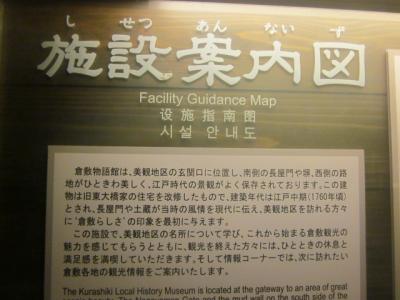 し せつ あん ない ず
施設案内図
Facility Guidance Map
设施指南图
시설 안내도
倉敷物語館は、美観地区の玄関口に位置し、南側の長屋門や塀、西側の路
地がひときわ美しく、江戸時代の景観がよく保存されております。この建
物は旧東大橋家の住宅を改修したもので、建築年代は江戸中期(1760年頃)
とされ、長屋門や土蔵が当時の風情を現代に伝え、美観地区を訪れる方々
に‘倉敷らしさ’の印象を最初に与えます。
この施設で、美観地区の名所について学び、これから始まる倉敷観光の
魅力を感じてもらうとともに、観光を終えた方々には、ひとときの休息と
満足感を満喫していただきます。そして情報コーナーでは、次に訪れたい
倉敷各地の観光情報をご案内いたします。
The Kurashiki Local History Museum is located at the gateway to an area of great